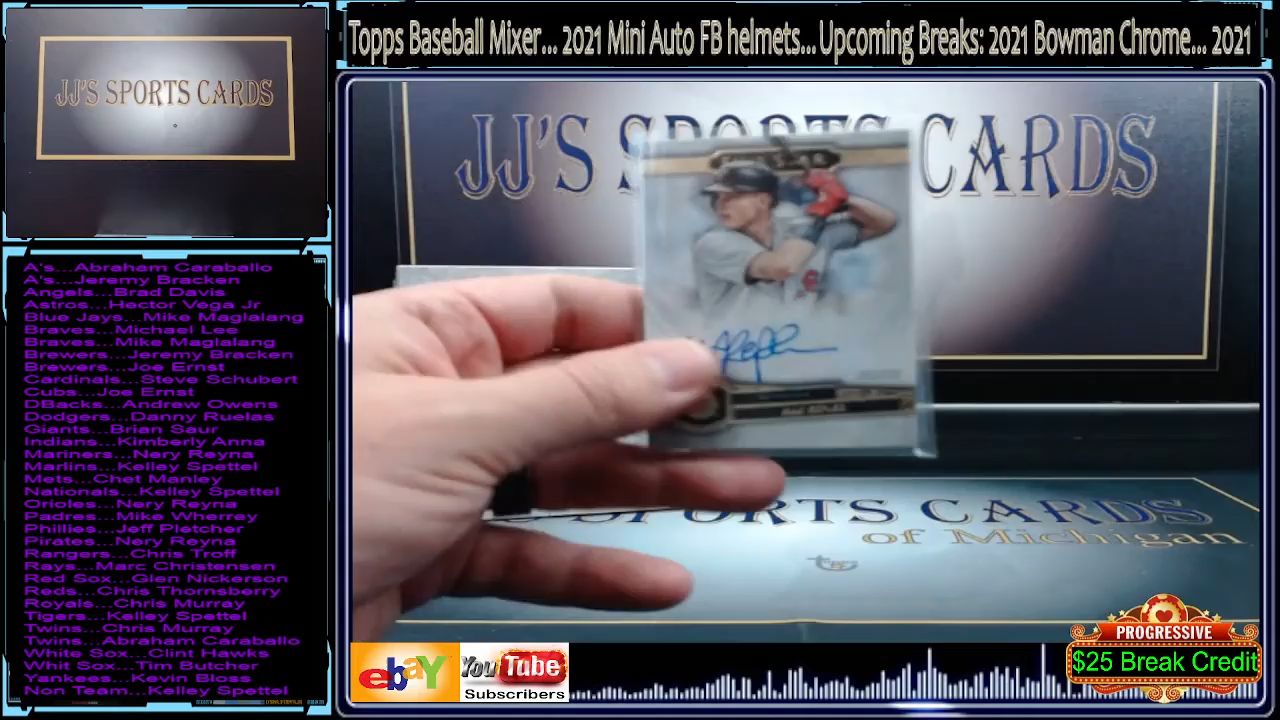 Topps Baseball Mixer... 2021 Mini Auto FB helmets... Upcoming Breaks: 2021 Bowman Chrome... 2021
JJ'S SPORTS CARDS
JJ'S SPORTS CARDS
SPORTS CARDS
of Michigan
A's...Abraham Caraballo
A's...Jeremy Bracken
Angels...Brad Davis
Astros...Hector Vega Jr
Blue Jays...Mike Maglalang
Braves...Michael Lee
Braves...Mike Maglalang
Brewers...Jeremy Bracken
Brewers...Joe Ernst
Cardinals...Steve Schubert
Cubs...Joe Ernst
DBacks...Andrew Owens
Dodgers...Danny Ruelas
Giants...Brian Saur
Indians...Kimberly Anna
Mariners...Nery Reyna
Marlins...Kelley Spettel
Mets...Chet Manley
Nationals...Kelley Spettel
Orioles...Nery Reyna
Padres...Mike Wherrey
Phillies...Jeff Pletcher
Pirates...Nery Reyna
Rangers...Chris Troff
Rays...Marc Christensen
Red Sox...Glen Nickerson
Reds...Chris Thornsberry
Royals...Chris Murray
Tigers...Kelley Spettel
Twins...Chris Murray
Twins...Abraham Caraballo
White Sox...Clint Hawks
Whit Sox...Tim Butcher
Yankees...Kevin Bloss
Non Team...Kelley Spettel
ebay
YouTube
Subscribers
PROGRESSIVE
$25 Break Credit